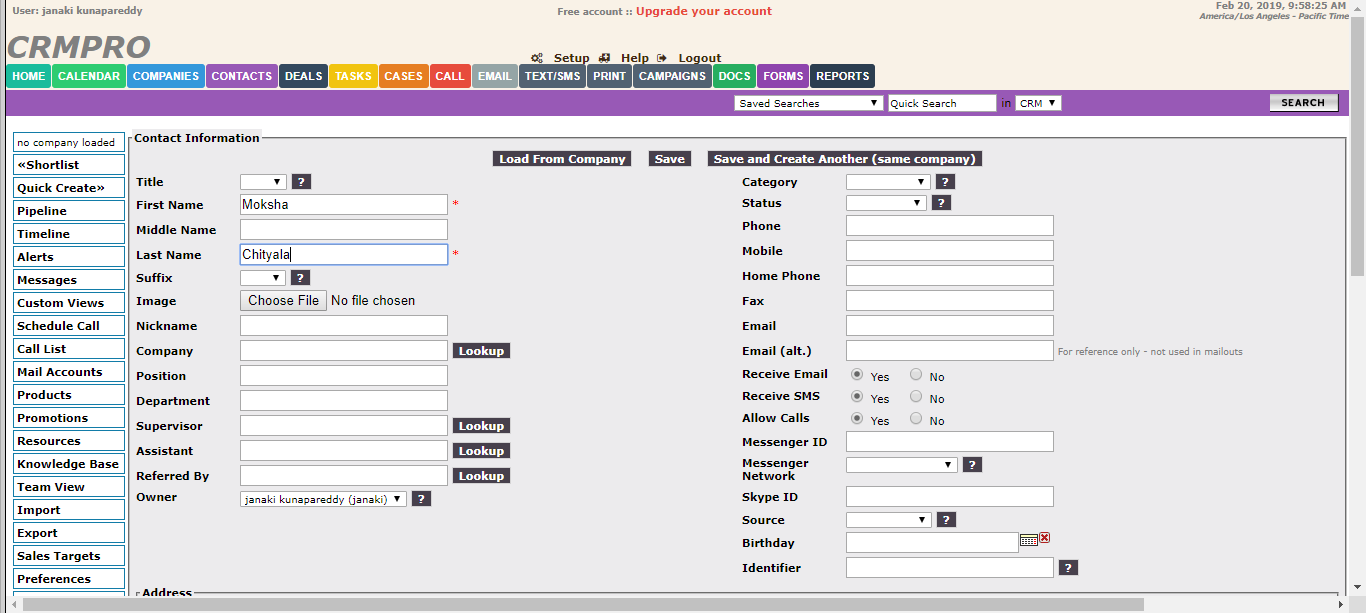 User: janaki kunapareddy
Free account :: Upgrade your account
Feb 20, 2019, 9:58:25 AM
America/Los Angeles - Pacific Time
CRMPRO
Setup Help Logout
HOME CALENDAR COMPANIES CONTACTS DEALS TASKS CASES CALL EMAIL TEXT/SMS PRINT CAMPAIGNS DOCS FORMS REPORTS
Saved Searches Quick Search in CRM SEARCH
no company loaded
«Shortlist
Quick Create»
Pipeline
Timeline
Alerts
Messages
Custom Views
Schedule Call
Call List
Mail Accounts
Products
Promotions
Resources
Knowledge Base
Team View
Import
Export
Sales Targets
Preferences
Contact Information
Load From Company Save Save and Create Another (same company)
Title ?
First Name Moksha *
Middle Name
Last Name Chityala *
Suffix ?
Image Choose File No file chosen
Nickname
Company Lookup
Position
Department
Supervisor Lookup
Assistant Lookup
Referred By Lookup
Owner janaki kunapareddy (janaki) ?
Category ?
Status ?
Phone
Mobile
Home Phone
Fax
Email
Email (alt.) For reference only - not used in mailouts
Receive Email Yes No
Receive SMS Yes No
Allow Calls Yes No
Messenger ID
Messenger
Network ?
Skype ID
Source ?
Birthday
Identifier ?
Address